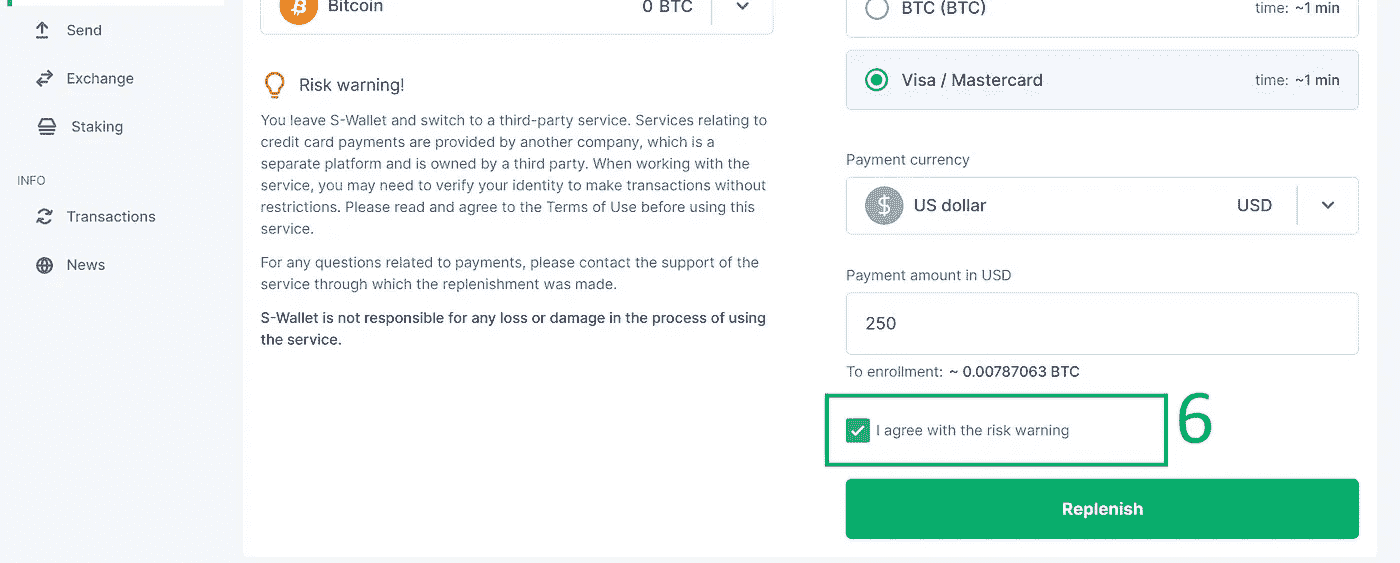 Bitcoin
0 BTC
BTC (BTC)
time: ~1 min
Send
Exchange
Staking
INFO
Transactions
News
Risk warning!
You leave S-Wallet and switch to a third-party service. Services relating to
credit card payments are provided by another company, which is a
separate platform and is owned by a third party. When working with the
service, you may need to verify your identity to make transactions without
restrictions. Please read and agree to the Terms of Use before using this
service.
For any questions related to payments, please contact the support of the
service through which the replenishment was made.
S-Wallet is not responsible for any loss or damage in the process of using
the service.
Visa / Mastercard
time: ~1 min
Payment currency
US dollar
USD
Payment amount in USD
250
To enrollment: ~ 0.00787063 BTC
I agree with the risk warning
6
Replenish